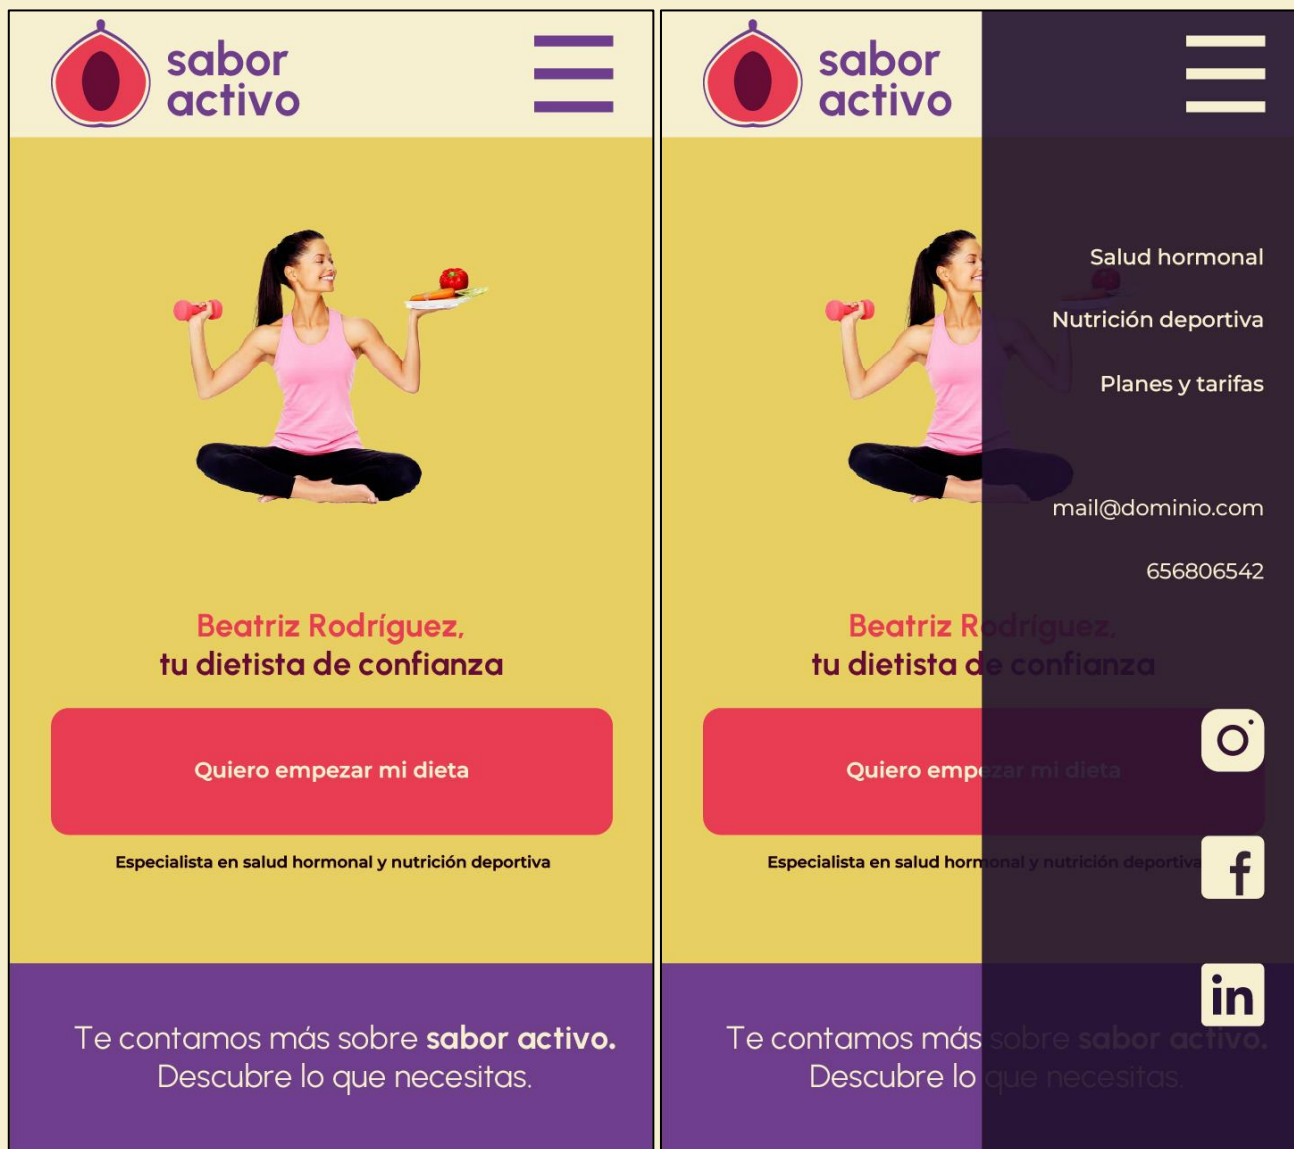 sabor
activo
Beatriz Rodríguez,
tu dietista de confianza
Quiero empezar mi dieta
Especialista en salud hormonal y nutrición deportiva
Te contamos más sobre sabor activo.
Descubre lo que necesitas.
sabor
activo
Salud hormonal
Nutrición deportiva
Planes y tarifas
mail@dominio.com
656806542
Beatriz Rodríguez,
tu dietista de confianza
Quiero empezar mi dieta
Especialista en salud hormonal y nutrición deportiva
f
in
Te contamos más sobre sabor activo.
Descubre lo que necesitas.